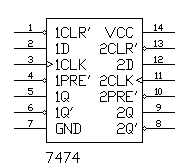 1 1CLR' VCC 14
2 1D 2CLR' 13
3 1CLK 2D 12
4 1PRE' 2CLK 11
5 1Q 2PRE' 10
6 1Q' 2Q 9
7 GND 2Q' 8
7474